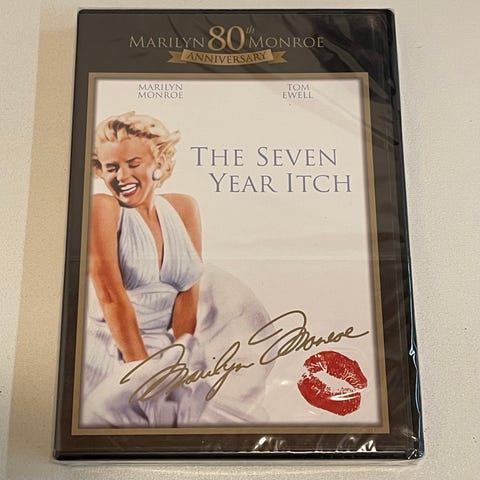 MARILYN 80th MONROE
ANNIVERSARY
MARILYN MONROE
TOM EWELL
THE SEVEN
YEAR ITCH
Marilyn Monroe